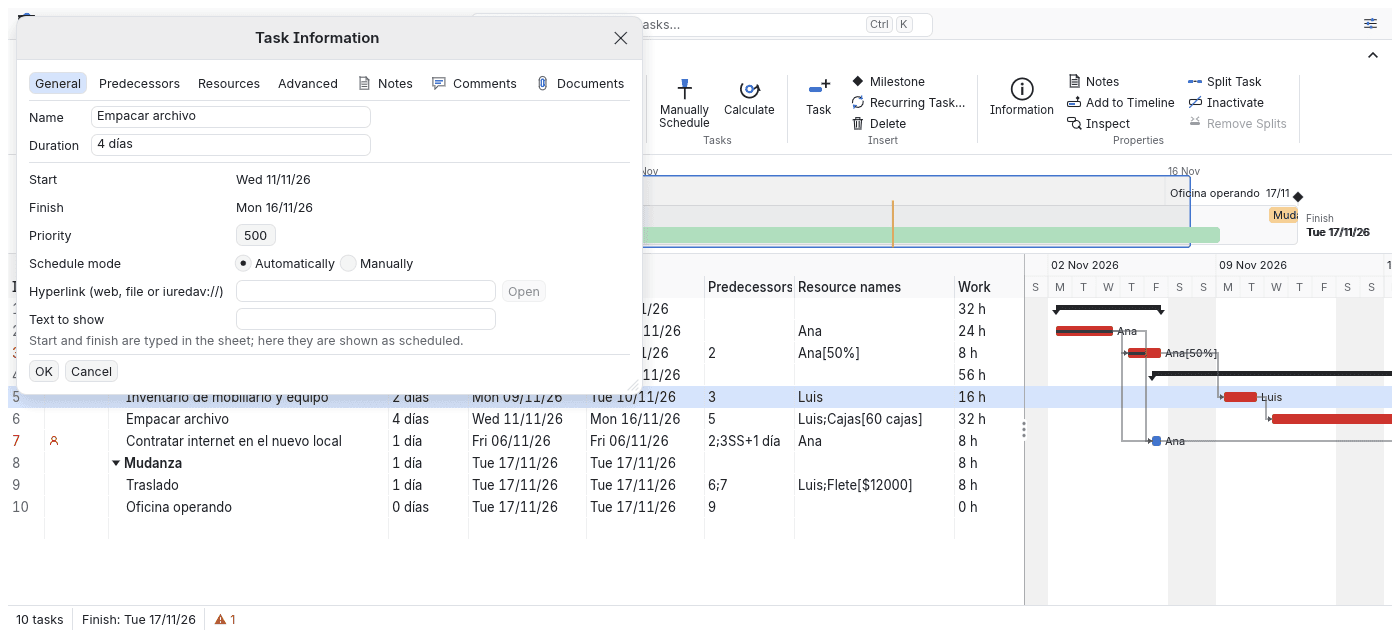 Task Information
General Predecessors Resources Advanced Notes Comments Documents
Name Empacar archivo
Duration 4 días
Start Wed 11/11/26
Finish Mon 16/11/26
Priority 500
Schedule mode Automatically Manually
Hyperlink (web, file or iuredav://) Open
Text to show
Start and finish are typed in the sheet; here they are shown as scheduled.
OK Cancel
asks... Ctrl K
Manually Schedule Calculate
Tasks
Task Milestone
Recurring Task...
Delete
Insert
Information Notes Split Task
Add to Timeline Inactivate
Inspect Remove Splits
Properties
Nov 16 Nov
Oficina operando 17/11
Muda
Finish
Tue 17/11/26
Predecessors Resource names Work
02 Nov 2026 09 Nov 2026 1
S M T W T F S S M T W T F S S
1/26 32 h
/11/26 Ana 24 h Ana
1/26 2 Ana[50%] 8 h Ana[50%]
11/26 56 h
5 Inventario de mobiliario y equipo 2 días Mon 09/11/26 Tue 10/11/26 3 Luis 16 h Luis
6 Empacar archivo 4 días Wed 11/11/26 Mon 16/11/26 5 Luis;Cajas[60 cajas] 32 h
7 Contratar internet en el nuevo local 1 día Fri 06/11/26 Fri 06/11/26 2;3SS+1 día Ana 8 h Ana
8 Mudanza 1 día Tue 17/11/26 Tue 17/11/26 8 h
9 Traslado 1 día Tue 17/11/26 Tue 17/11/26 6;7 Luis;Flete[$12000] 8 h
10 Oficina operando 0 días Tue 17/11/26 Tue 17/11/26 9 0 h
10 tasks Finish: Tue 17/11/26 1